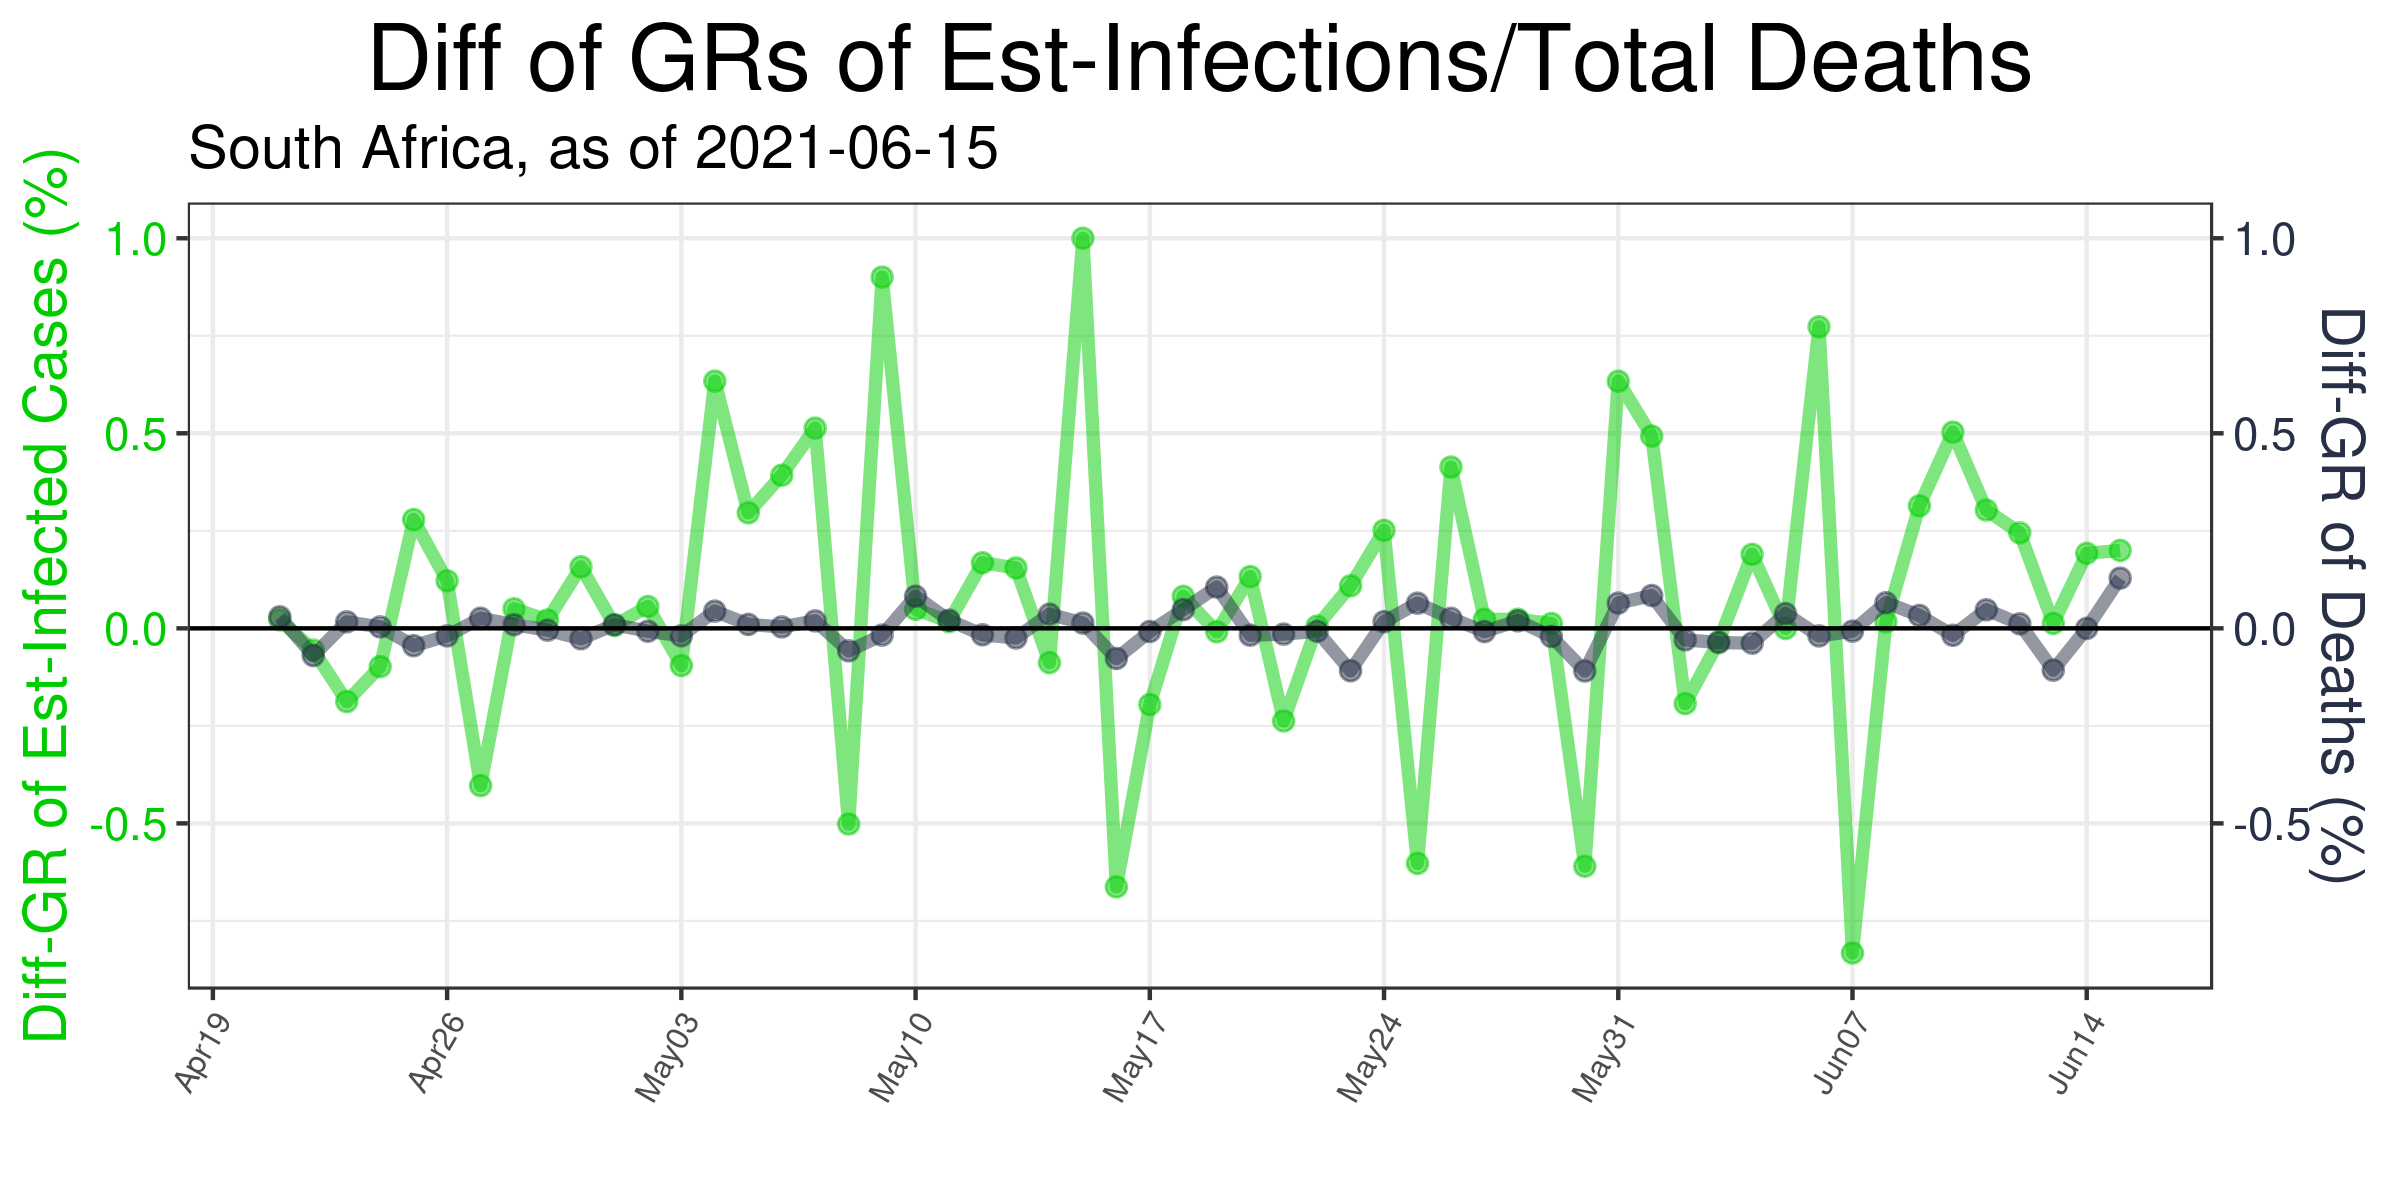 Diff of GRs of Est-Infections/Total Deaths
South Africa, as of 2021-06-15
Diff-GR of Est-Infected Cases (%)
1.0
0.5
0.0
-0.5
1.0
0.5
0.0
-0.5
Diff-GR of Deaths (%)
Apr19
Apr26
May03
May10
May17
May24
May31
Jun07
Jun14